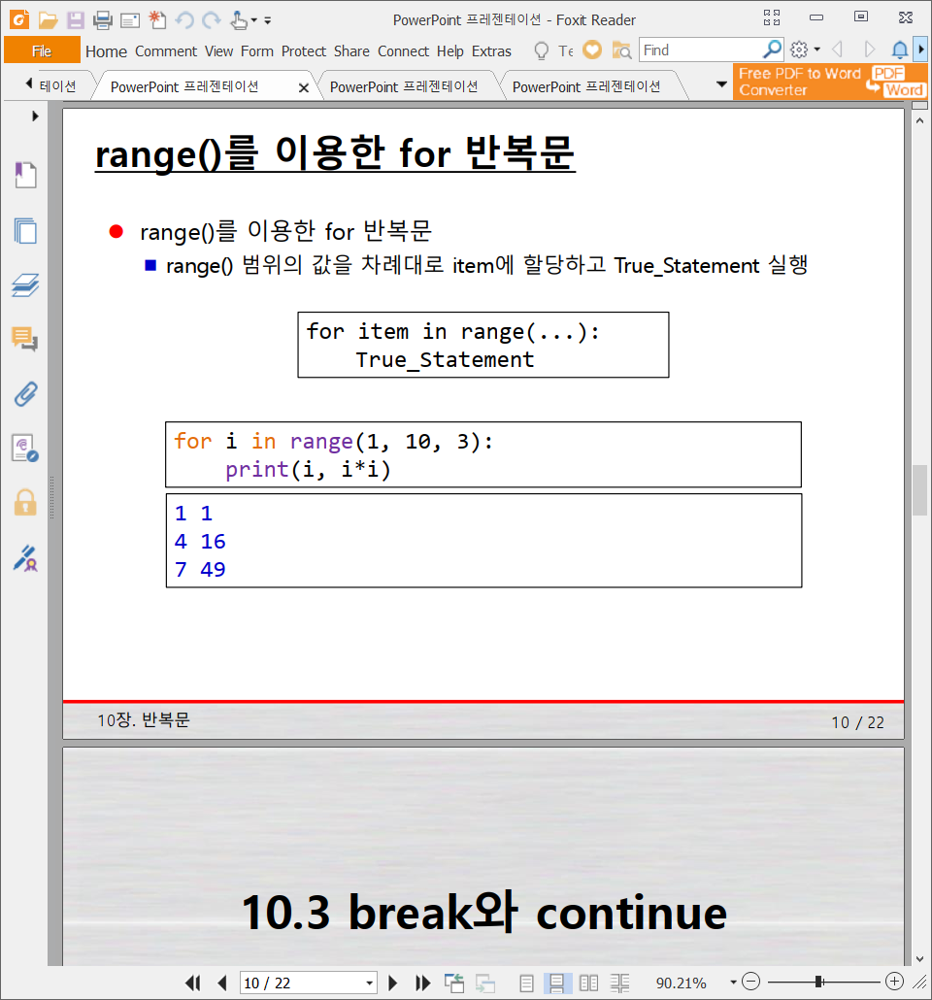 PowerPoint 프레젠테이션 - Foxit Reader
File Home Comment View Form Protect Share Connect Help Extras Te Find
테이션 PowerPoint 프레젠테이션 PowerPoint 프레젠테이션 PowerPoint 프레젠테이션
Free PDF to Word
Converter
PDF
Word
range()를 이용한 for 반복문
range()를 이용한 for 반복문
range() 범위의 값을 차례대로 item에 할당하고 True_Statement 실행
for item in range(...):
True_Statement
for i in range(1, 10, 3):
print(i, i*i)
1 1
4 16
7 49
10장. 반복문
10 / 22
10.3 break와 continue
10 / 22
90.21%